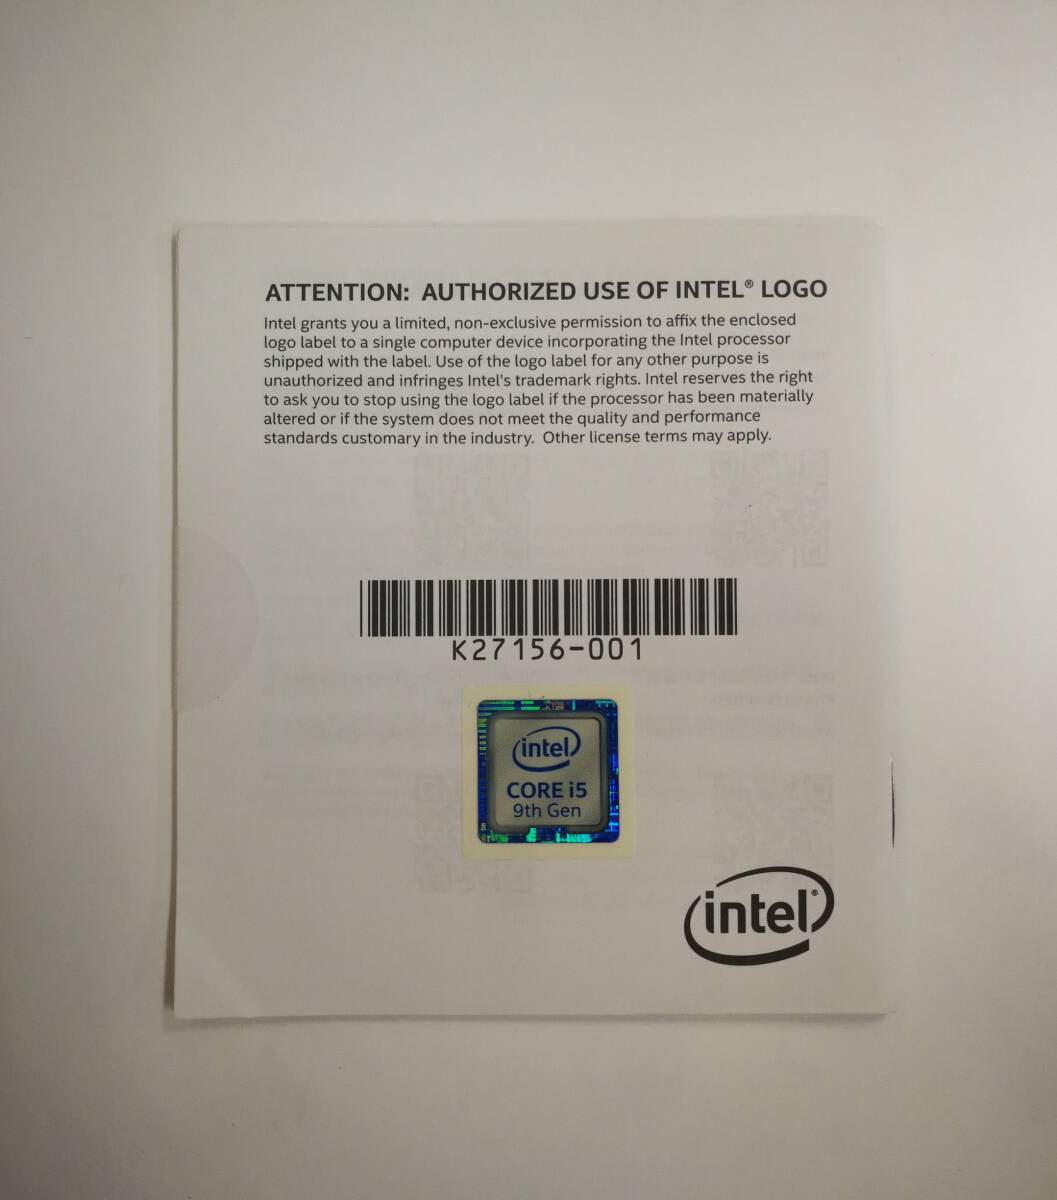 ATTENTION: AUTHORIZED USE OF INTEL® LOGO
Intel grants you a limited, non-exclusive permission to affix the enclosed
logo label to a single computer device incorporating the Intel processor
shipped with the label. Use of the logo label for any other purpose is
unauthorized and infringes Intel's trademark rights. Intel reserves the right
to ask you to stop using the logo label if the processor has been materially
altered or if the system does not meet the quality and performance
standards customary in the industry. Other license terms may apply.
K27156-001
intel
CORE i5
9th Gen
intel®